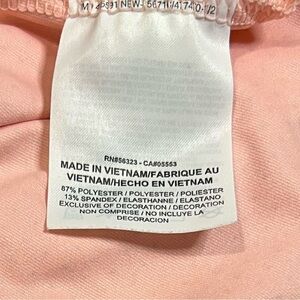 RN#56323 - CA#05553
MADE IN VIETNAM/FABRIQUE AU
VIETNAM/HECHO EN VIETNAM
87% POLYESTER / POLYESTER / POLIESTER
13% SPANDEX / ELASTHANNE / ELASTANO
EXCLUSIVE OF DECORATION / DECORATION
NON COMPRISE / NO INCLUYE LA
DECORACION